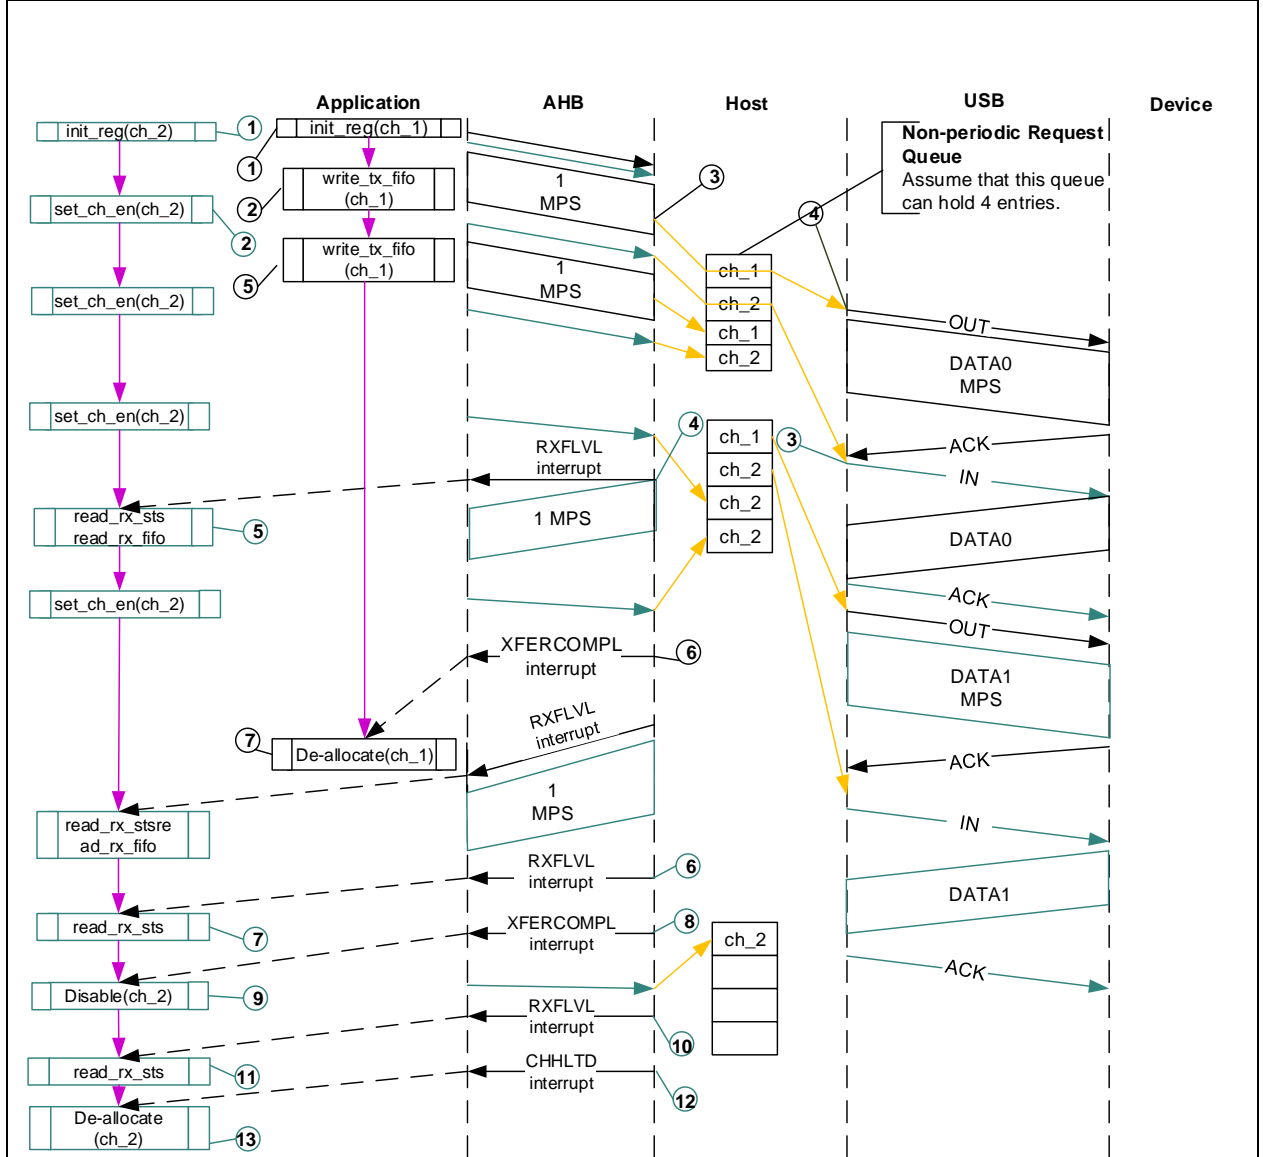 Application
AHB
Host
USB
Device
init_reg(ch_2)
1
init_reg(ch_1)
1
Non-periodic Request
Queue
Assume that this queue
can hold 4 entries.
write_tx_fifo
(ch_1)
2
1
MPS
3
set_ch_en(ch_2)
2
4
write_tx_fifo
(ch_1)
5
1
MPS
ch_1
ch_2
ch_1
ch_2
set_ch_en(ch_2)
OUT
DATA0
MPS
set_ch_en(ch_2)
4
ch_1
ch_2
ch_2
ch_2
3
ACK
RXFLVL
interrupt
IN
read_rx_sts
read_rx_fifo
5
1 MPS
DATA0
set_ch_en(ch_2)
ACK
OUT
XFERCOMPL
interrupt
6
DATA1
MPS
RXFLVL
interrupt
7
De-allocate(ch_1)
ACK
1
MPS
read_rx_stsre
ad_rx_fifo
IN
RXFLVL
interrupt
6
DATA1
read_rx_sts
7
XFERCOMPL
interrupt
8
ch_2
ACK
Disable(ch_2)
9
RXFLVL
interrupt
10
read_rx_sts
11
CHHLTD
interrupt
12
De-allocate
(ch_2)
13